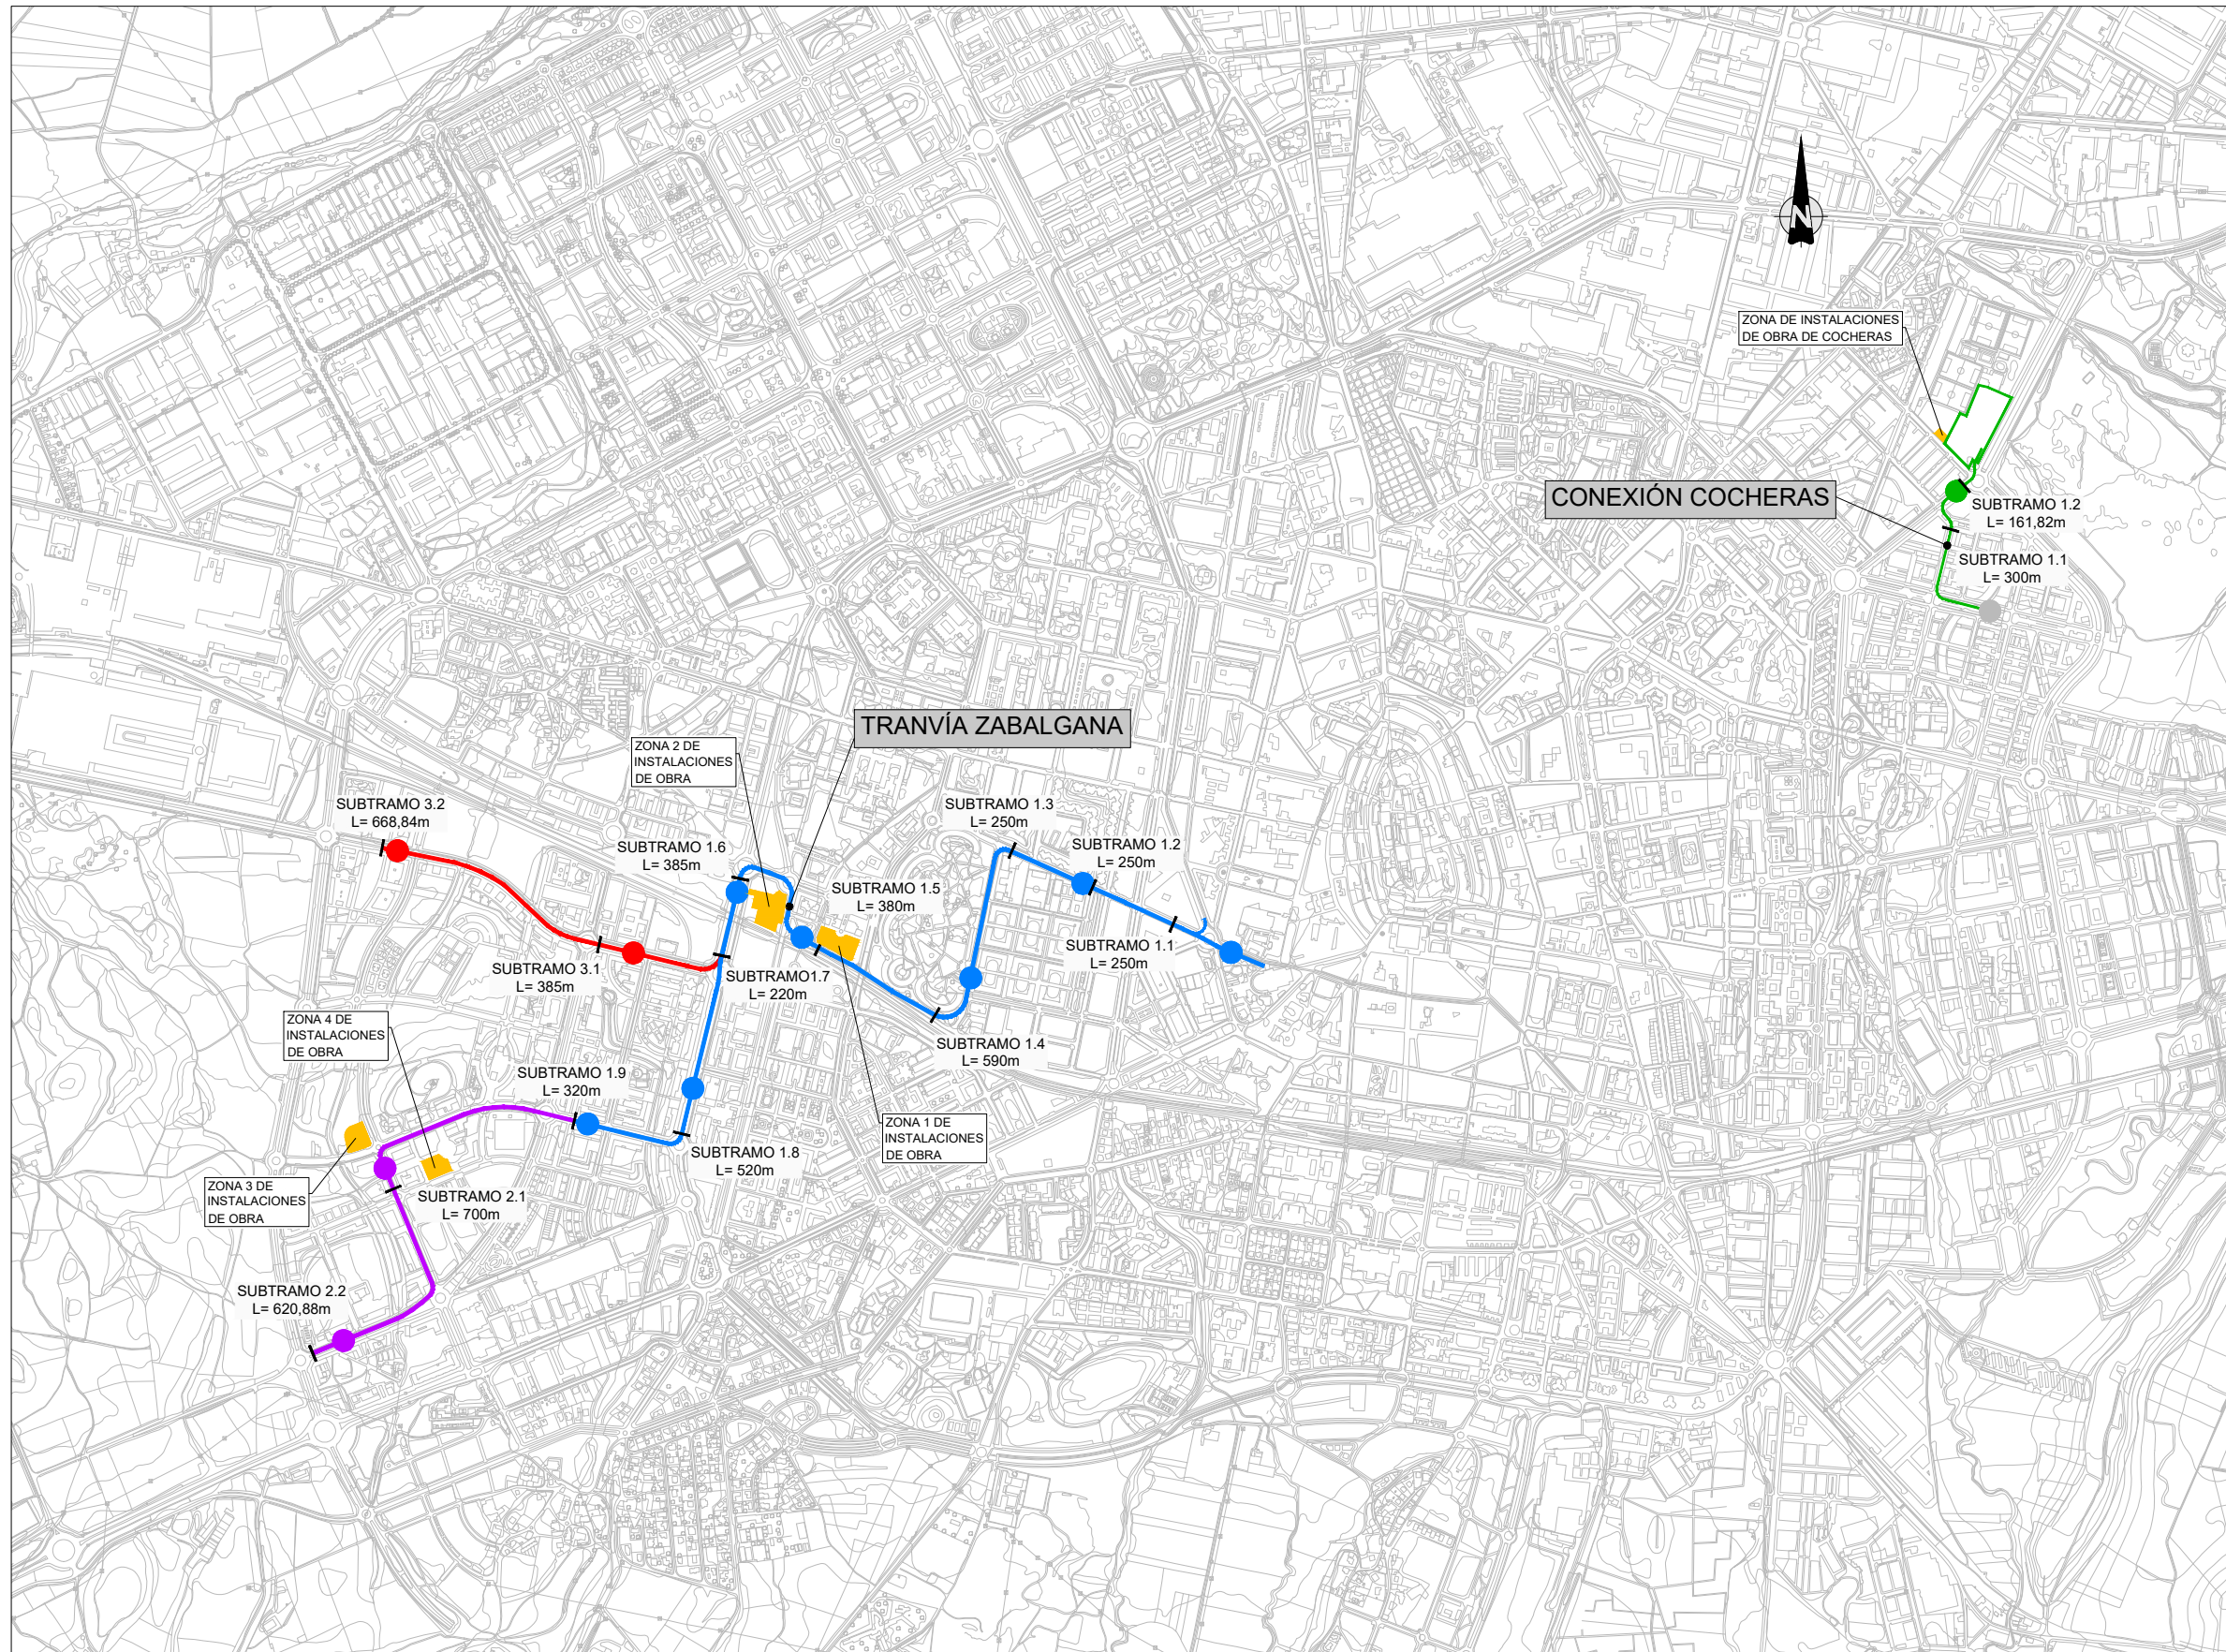 N
ZONA DE INSTALACIONES
DE OBRA DE COCHERAS
CONEXIÓN COCHERAS
SUBTRAMO 1.2
L= 161,82m
SUBTRAMO 1.1
L= 300m
TRANVÍA ZABALGANA
ZONA 2 DE
INSTALACIONES
DE OBRA
SUBTRAMO 3.2
L= 668,84m
SUBTRAMO 1.3
L= 250m
SUBTRAMO 1.6
L= 385m
SUBTRAMO 1.2
L= 250m
SUBTRAMO 1.5
L= 380m
SUBTRAMO 1.1
L= 250m
SUBTRAMO 3.1
L= 385m
SUBTRAMO1.7
L= 220m
ZONA 4 DE
INSTALACIONES
DE OBRA
SUBTRAMO 1.4
L= 590m
SUBTRAMO 1.9
L= 320m
ZONA 1 DE
INSTALACIONES
DE OBRA
SUBTRAMO 1.8
L= 520m
ZONA 3 DE
INSTALACIONES
DE OBRA
SUBTRAMO 2.1
L= 700m
SUBTRAMO 2.2
L= 620,88m